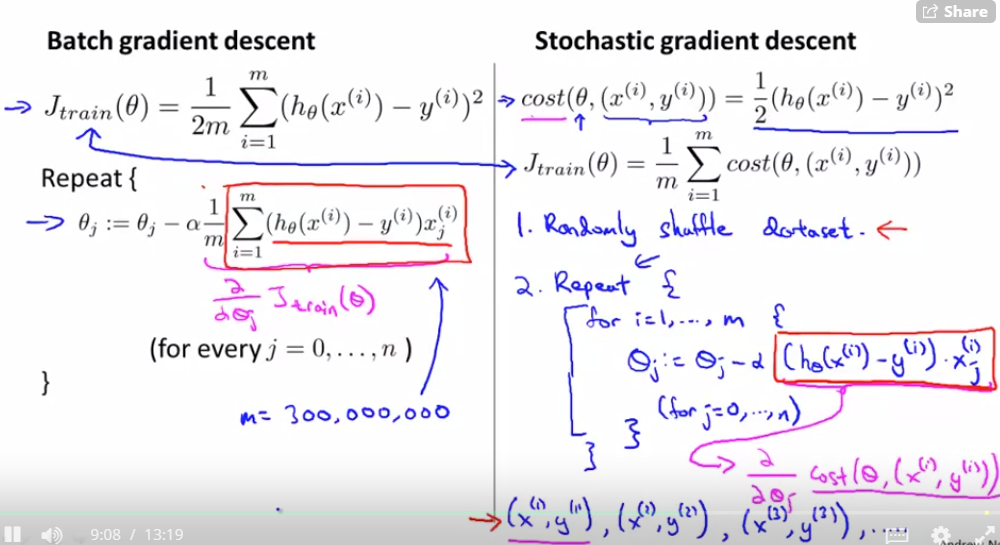 Share
Batch gradient descent
J_train(θ) = 1/2m ∑_{i=1}^{m} (h_θ(x^(i)) − y^(i))²
Repeat {
θ_j := θ_j − α 1/m ∑_{i=1}^{m} (h_θ(x^(i)) − y^(i)) x_j^(i)
∂/∂θ_j J_train(θ)
(for every j = 0, . . . , n )
}
m = 300,000,000
Stochastic gradient descent
cost(θ, (x^(i), y^(i))) = 1/2 (h_θ(x^(i)) − y^(i))²
J_train(θ) = 1/m ∑_{i=1}^{m} cost(θ, (x^(i), y^(i)))
1. Randomly shuffle dataset.
2. Repeat {
for i=1,...., m {
θ_j := θ_j − α (h_θ(x^(i)) − y^(i)) · x_j^(i)
(for j=0,...,n)
}
}
∂/∂θ_j cost(θ, (x^(i), y^(i)))
(x^(1), y^(1)), (x^(2), y^(2)), (x^(3), y^(3)), .....
9:08 / 13:19
Andrew